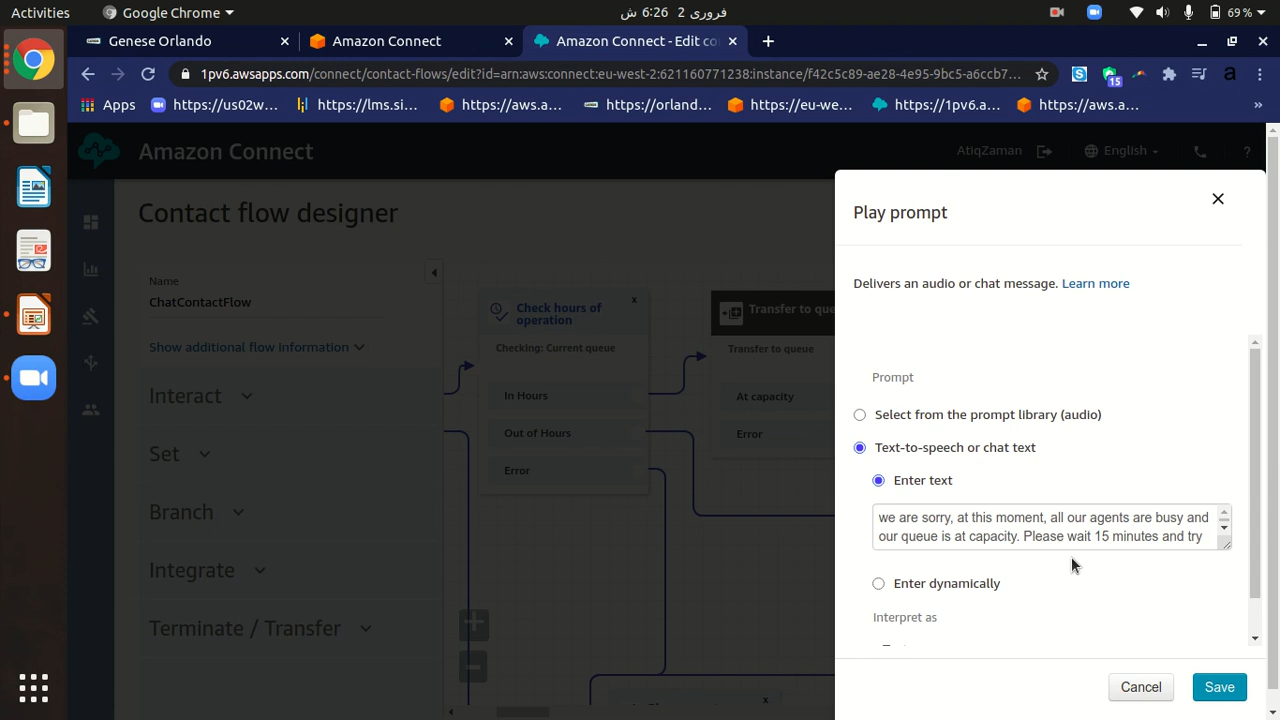 Activities
Google Chrome
فروری 2 6:26 ش
69 %
Genese Orlando
Amazon Connect
Amazon Connect - Edit co
1pv6.awsapps.com/connect/contact-flows/edit?id=arn:aws:connect:eu-west-2:621160771238:instance/f42c5c89-ae28-4e95-9bc5-a6ccb7...
15
a
Apps
https://us02w...
https://lms.si...
https://aws.a...
https://orland...
https://eu-we...
https://1pv6.a...
https://aws.a...
»
Amazon Connect
AtiqZaman
English
?
Contact flow designer
Name
ChatContactFlow
Show additional flow information
Interact
Set
Branch
Integrate
Terminate / Transfer
x
Check hours of
operation
Checking: Current queue
In Hours
Out of Hours
Error
Transfer to que
Transfer to queue
At capacity
Error
x
Play prompt
Delivers an audio or chat message. Learn more
Prompt
Select from the prompt library (audio)
Text-to-speech or chat text
Enter text
we are sorry, at this moment, all our agents are busy and
our queue is at capacity. Please wait 15 minutes and try
Enter dynamically
Interpret as
Cancel
Save